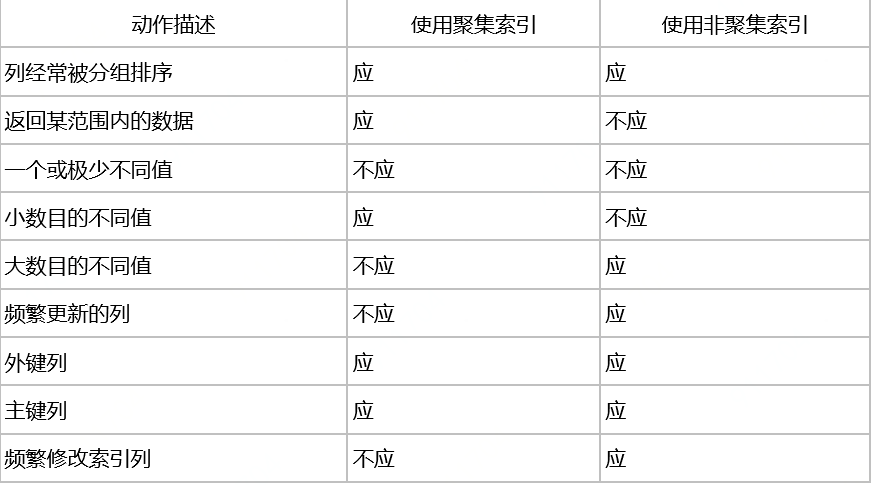 动作描述 使用聚集索引 使用非聚集索引
列经常被分组排序 应 应
返回某范围内的数据 应 不应
一个或极少不同值 不应 不应
小数目的不同值 应 不应
大数目的不同值 不应 应
频繁更新的列 不应 应
外键列 应 应
主键列 应 应
频繁修改索引列 不应 应